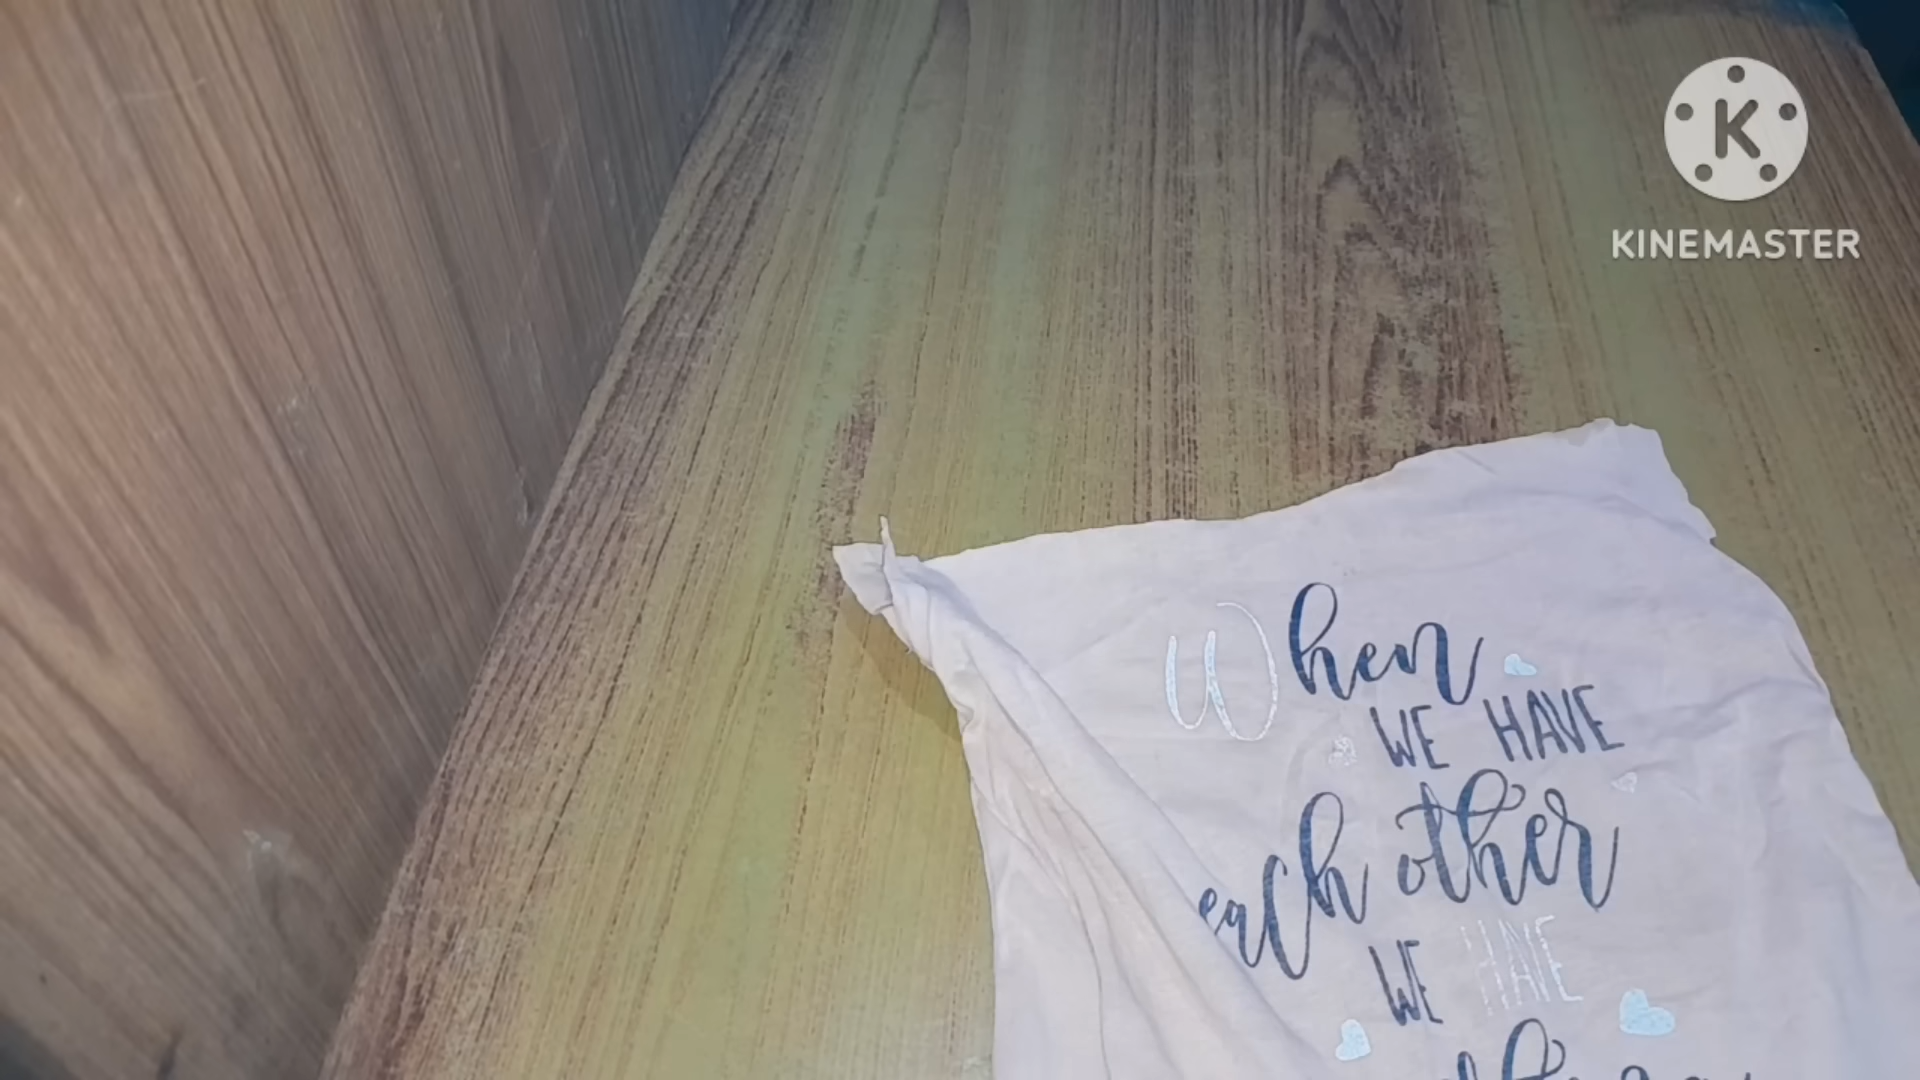 K
KINEMASTER
When
WE HAVE
each other
WE HAVE